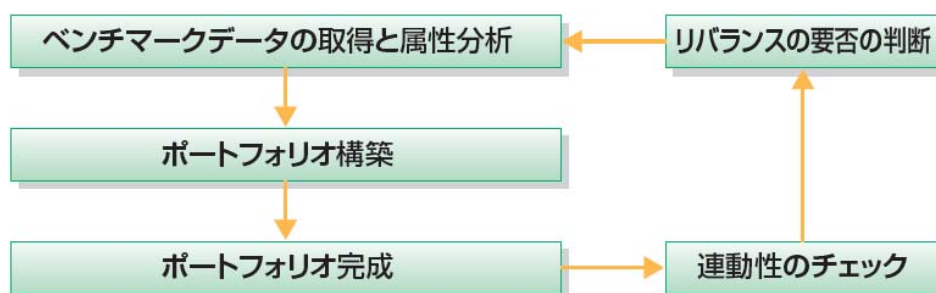 ベンチマークデータの取得と属性分析
リバランスの要否の判断
ポートフォリオ構築
ポートフォリオ完成
連動性のチェック